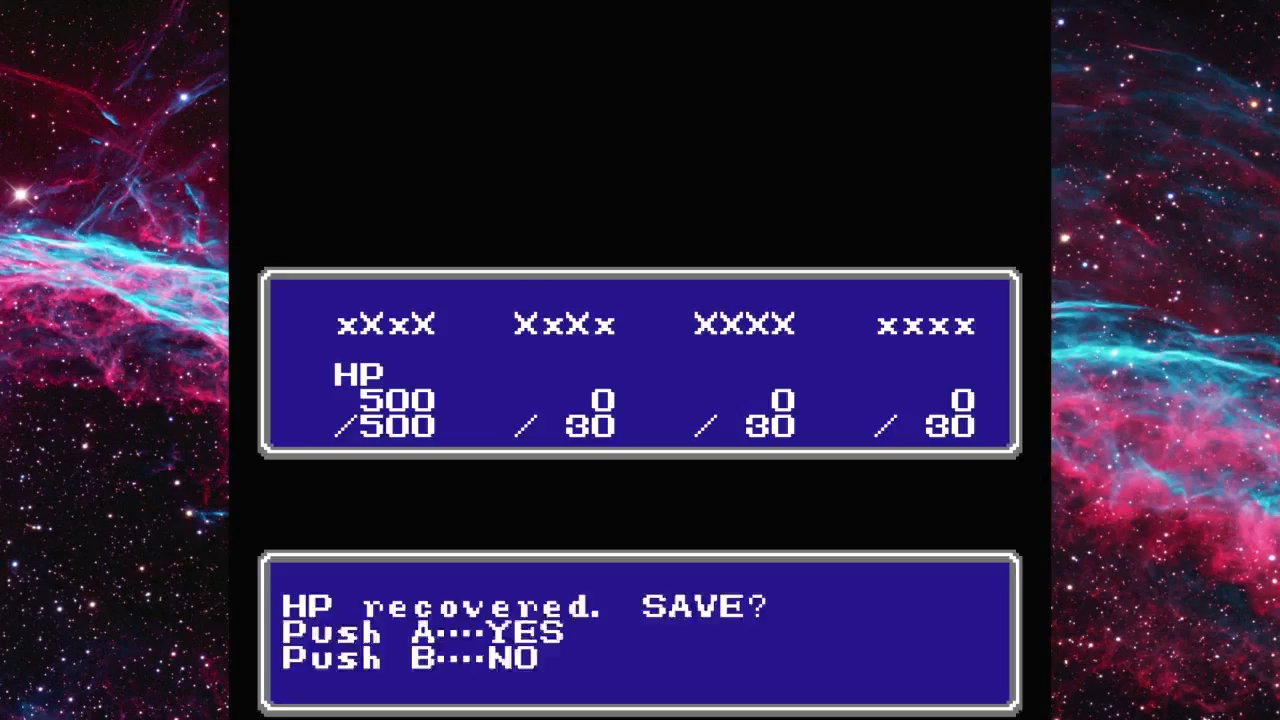 xXxX XxXx XXXX xxxx
HP
500 0 0 0
/500 / 30 / 30 / 30
HP recovered. SAVE?
Push A····YES
Push B····NO